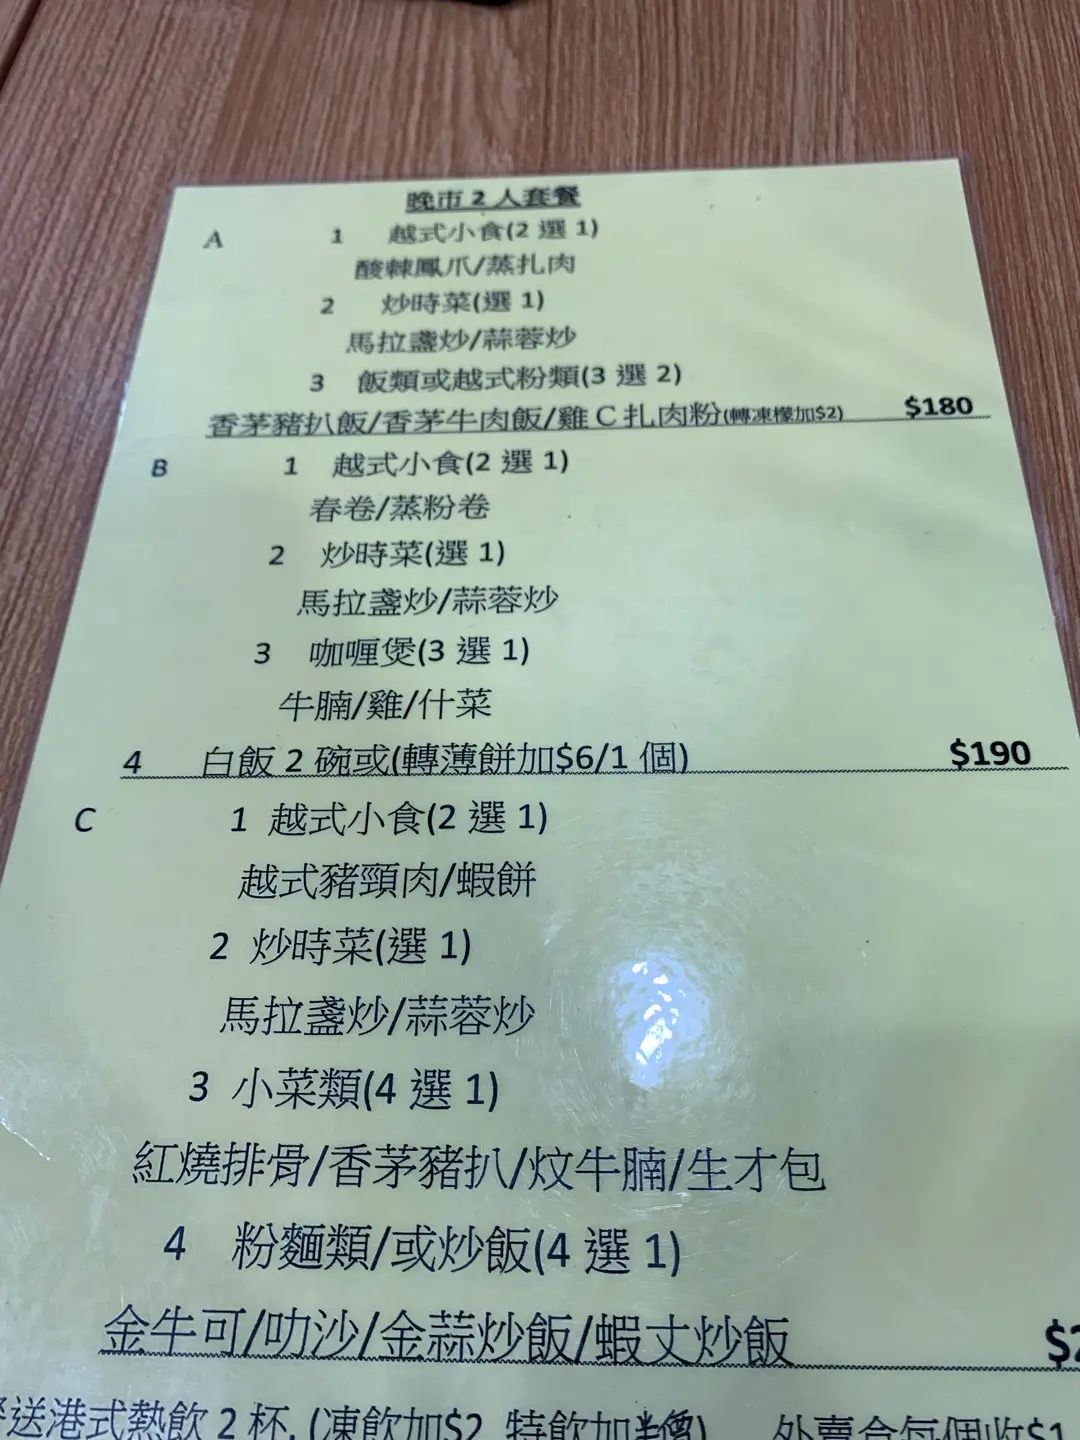 晚市 2 人套餐
A 1 越式小食(2 選 1)
酸辣鳳爪/蒸扎肉
2 炒時菜(選 1)
馬拉盞炒/蒜蓉炒
3 飯類或越式粉類(3 選 2)
香茅豬扒飯/香茅牛肉飯/雞 C 扎肉粉(轉凍檬加$2) $180
B 1 越式小食(2 選 1)
春卷/蒸粉卷
2 炒時菜(選 1)
馬拉盞炒/蒜蓉炒
3 咖喱煲(3 選 1)
牛腩/雞/什菜
4 白飯 2 碗或(轉薄餅加$6/1 個) $190
C 1 越式小食(2 選 1)
越式豬頸肉/蝦餅
2 炒時菜(選 1)
馬拉盞炒/蒜蓉炒
3 小菜類(4 選 1)
紅燒排骨/香茅豬扒/炆牛腩/生才包
4 粉麵類/或炒飯(4 選 1)
金牛可/叻沙/金蒜炒飯/蝦丈炒飯 $2
送港式熱飲 2 杯, (凍飲加$2 特飲加半價) 外賣盒每個收$1